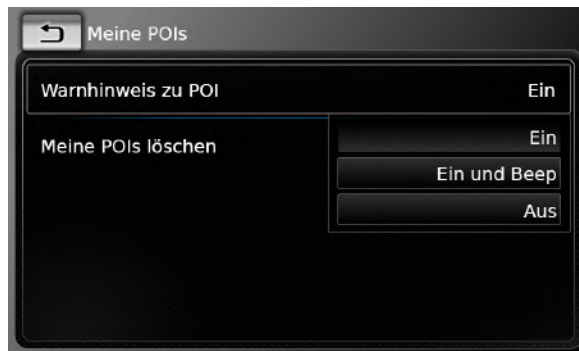 Meine POIs
Warnhinweis zu POI Ein
Meine POIs löschen
Ein
Ein und Beep
Aus